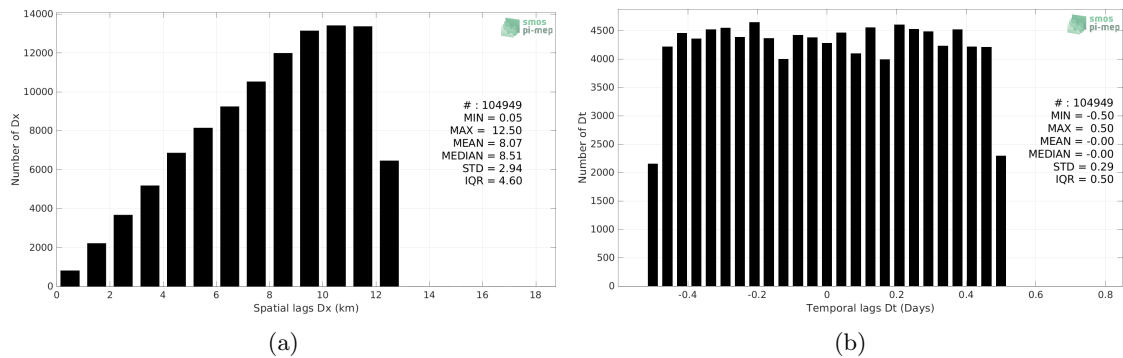 14000
12000
10000
8000
6000
4000
2000
0
Number of Dx
0 2 4 6 8 10 12 14 16 18
Spatial lags Dx (km)
smos
pi-mep
# : 104949
MIN = 0.05
MAX = 12.50
MEAN = 8.07
MEDIAN = 8.51
STD = 2.94
IQR = 4.60
(a)
4500
4000
3500
3000
2500
2000
1500
1000
500
0
Number of Dt
-0.4 -0.2 0 0.2 0.4 0.6 0.8
Temporal lags Dt (Days)
smos
pi-mep
# : 104949
MIN = -0.50
MAX = 0.50
MEAN = -0.00
MEDIAN = -0.00
STD = 0.29
IQR = 0.50
(b)